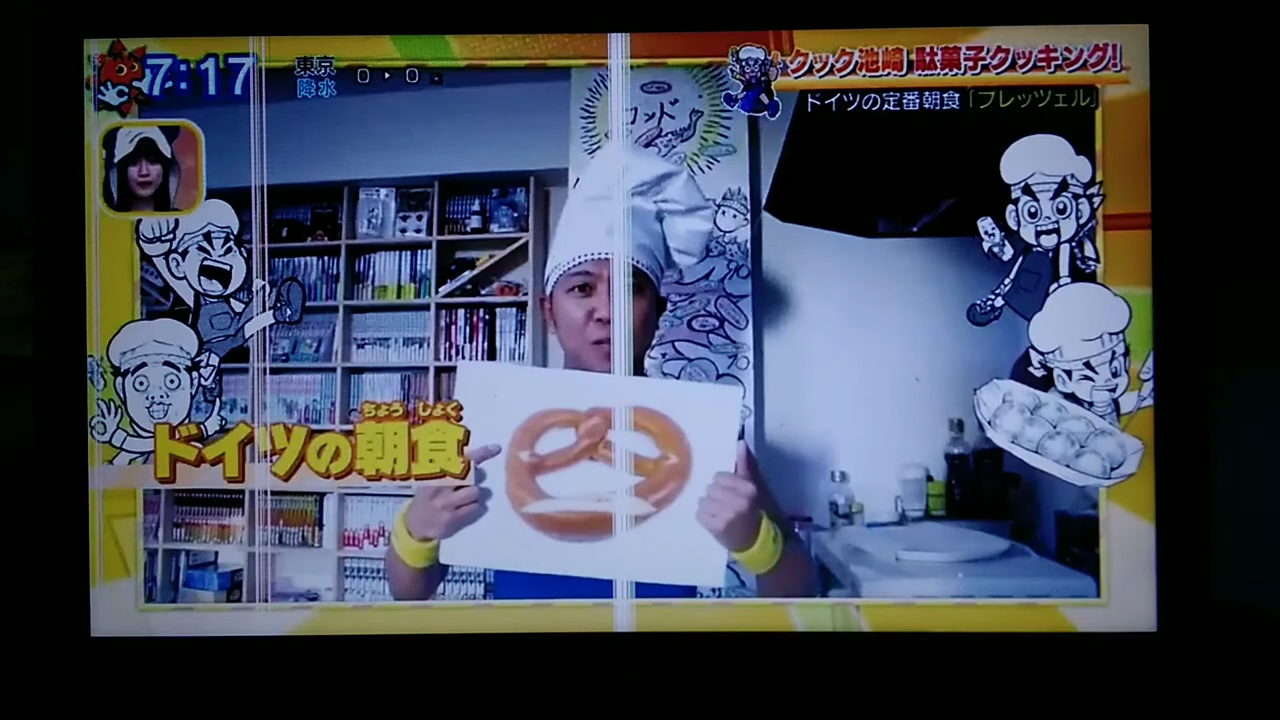 7:17
東京
降水
0▸0
クック池崎 駄菓子クッキング!
ドイツの定番朝食「プレッツェル」
ちょう しょく
ドイツの朝食